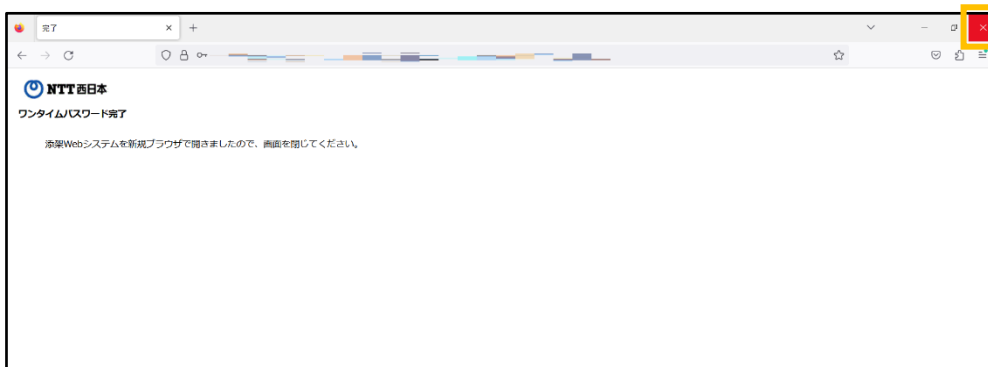 完了
NTT西日本
ワンタイムパスワード完了
添架Webシステムを新規ブラウザで開きましたので、画面を閉じてください。